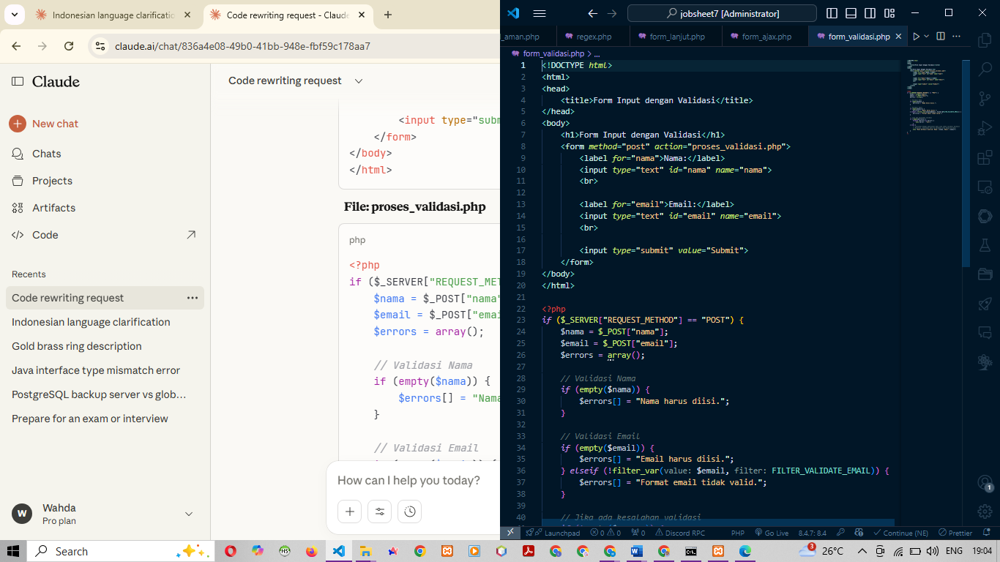 Indonesian language clarificatio
Code rewriting request - Claude
claude.ai/chat/836a4e08-49b0-41bb-948e-fbf59c178aa7
Claude
New chat
Chats
Projects
Artifacts
Code
Recents
Code rewriting request
Indonesian language clarification
Gold brass ring description
Java interface type mismatch error
PostgreSQL backup server vs glob…
Prepare for an exam or interview
W
Wahda
Pro plan
Code rewriting request
<input type="subm
</form>
</body>
</html>
File: proses_validasi.php
php
<?php
if ($_SERVER["REQUEST_MET
$nama = $_POST["nama"
$email = $_POST["emai
$errors = array();
// Validasi Nama
if (empty($nama)) {
$errors[] = "Nama
}
// Validasi Email
How can I help you today?
jobsheet7 [Administrator]
_aman.php
regex.php
form_lanjut.php
form_ajax.php
form_validasi.php
form_validasi.php > ...
1 <!DOCTYPE html>
2 <html>
3 <head>
4 <title>Form Input dengan Validasi</title>
5 </head>
6 <body>
7 <h1>Form Input dengan Validasi</h1>
8 <form method="post" action="proses_validasi.php">
9 <label for="nama">Nama:</label>
10 <input type="text" id="nama" name="nama">
11 <br>
12
13 <label for="email">Email:</label>
14 <input type="text" id="email" name="email">
15 <br>
16
17 <input type="submit" value="Submit">
18 </form>
19 </body>
20 </html>
21
22 <?php
23 if ($_SERVER["REQUEST_METHOD"] == "POST") {
24 $nama = $_POST["nama"];
25 $email = $_POST["email"];
26 $errors = array();
27
28 // Validasi Nama
29 if (empty($nama)) {
30 $errors[] = "Nama harus diisi.";
31 }
32
33 // Validasi Email
34 if (empty($email)) {
35 $errors[] = "Email harus diisi.";
36 } elseif (!filter_var(value: $email, filter: FILTER_VALIDATE_EMAIL)) {
37 $errors[] = "Format email tidak valid.";
38 }
39
40 // Jika ada kesalahan validasi
1
Launchpad 0 0 0 Discord RPC PHP Go Live 8.4.7: 8.4 Continue (NE) Prettier
Search
3
26°C
ENG
19:04